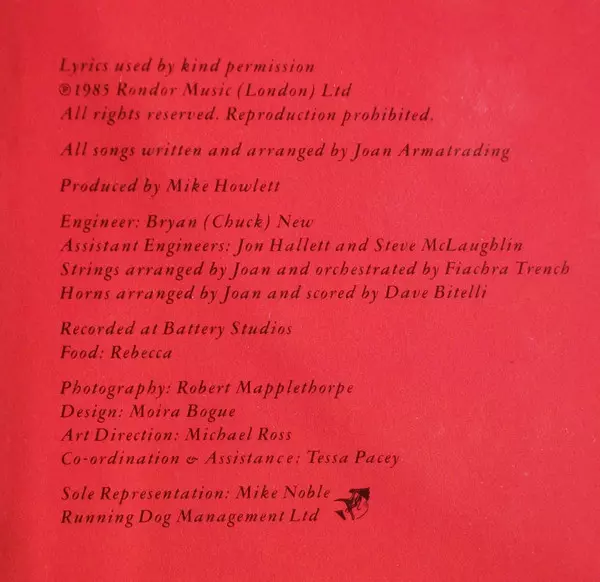 Lyrics used by kind permission
℗1985 Rondor Music (London) Ltd
All rights reserved. Reproduction prohibited.
All songs written and arranged by Joan Armatrading
Produced by Mike Howlett
Engineer: Bryan (Chuck) New
Assistant Engineers: Jon Hallett and Steve McLaughlin
Strings arranged by Joan and orchestrated by Fiachra Trench
Horns arranged by Joan and scored by Dave Bitelli
Recorded at Battery Studios
Food: Rebecca
Photography: Robert Mapplethorpe
Design: Moira Bogue
Art Direction: Michael Ross
Co-ordination & Assistance: Tessa Pacey
Sole Representation: Mike Noble
Running Dog Management Ltd